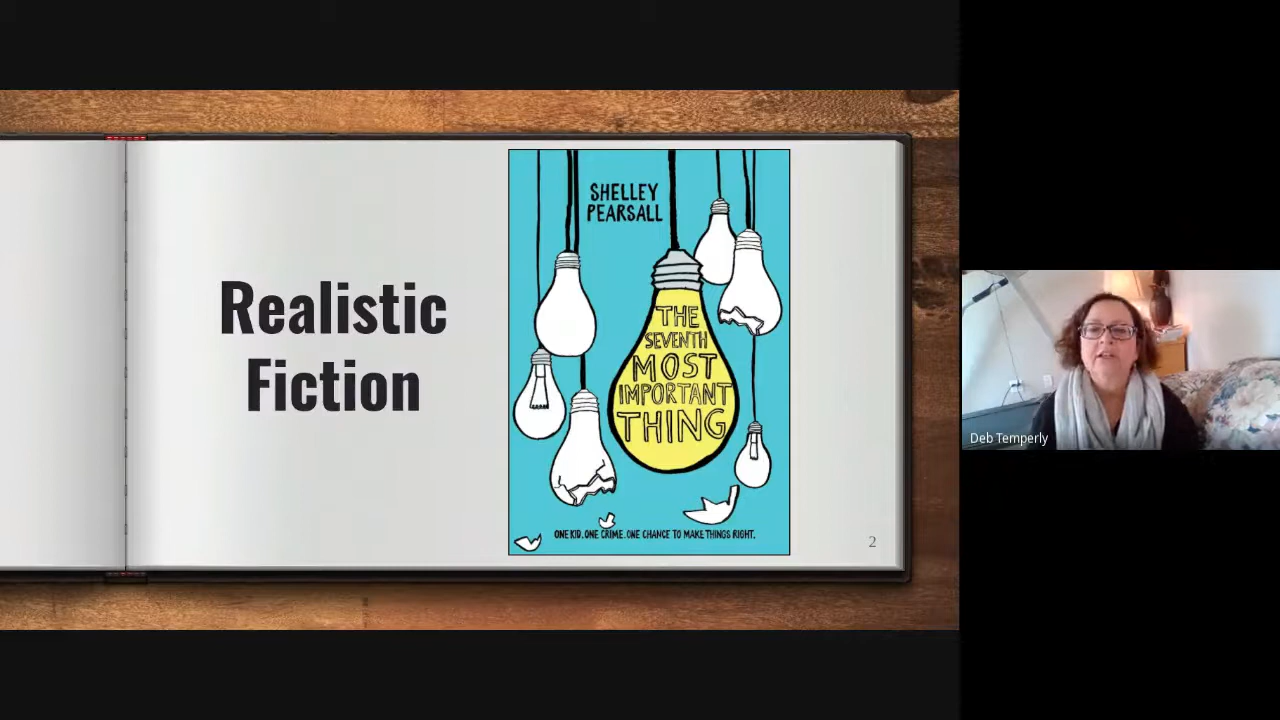 Realistic
Fiction
SHELLEY
PEARSALL
THE
SEVENTH
MOST
IMPORTANT
THING
ONE KID. ONE CRIME. ONE CHANCE TO MAKE THINGS RIGHT.
2
Deb Temperly